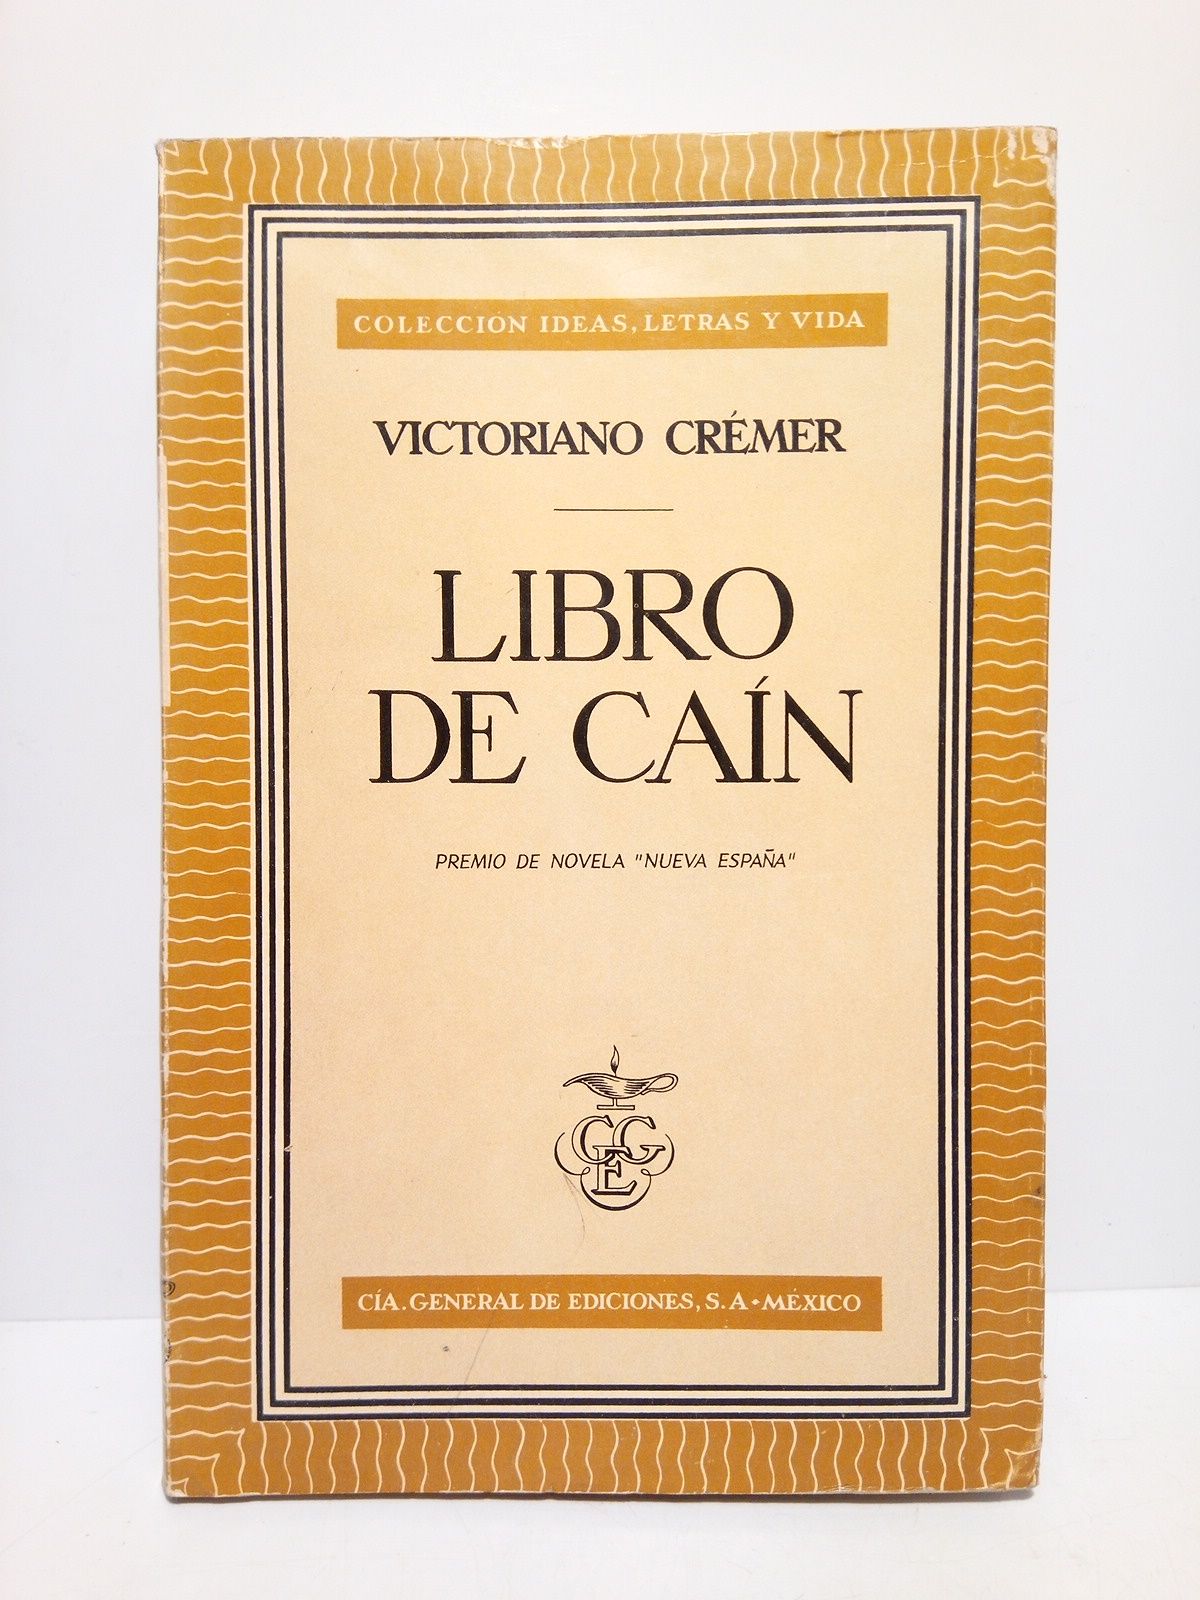 COLECCIÓN IDEAS, LETRAS Y VIDA
VICTORIANO CRÉMER
LIBRO
DE CAÍN
PREMIO DE NOVELA "NUEVA ESPAÑA"
CGE
CÍA. GENERAL DE EDICIONES, S. A • MÉXICO